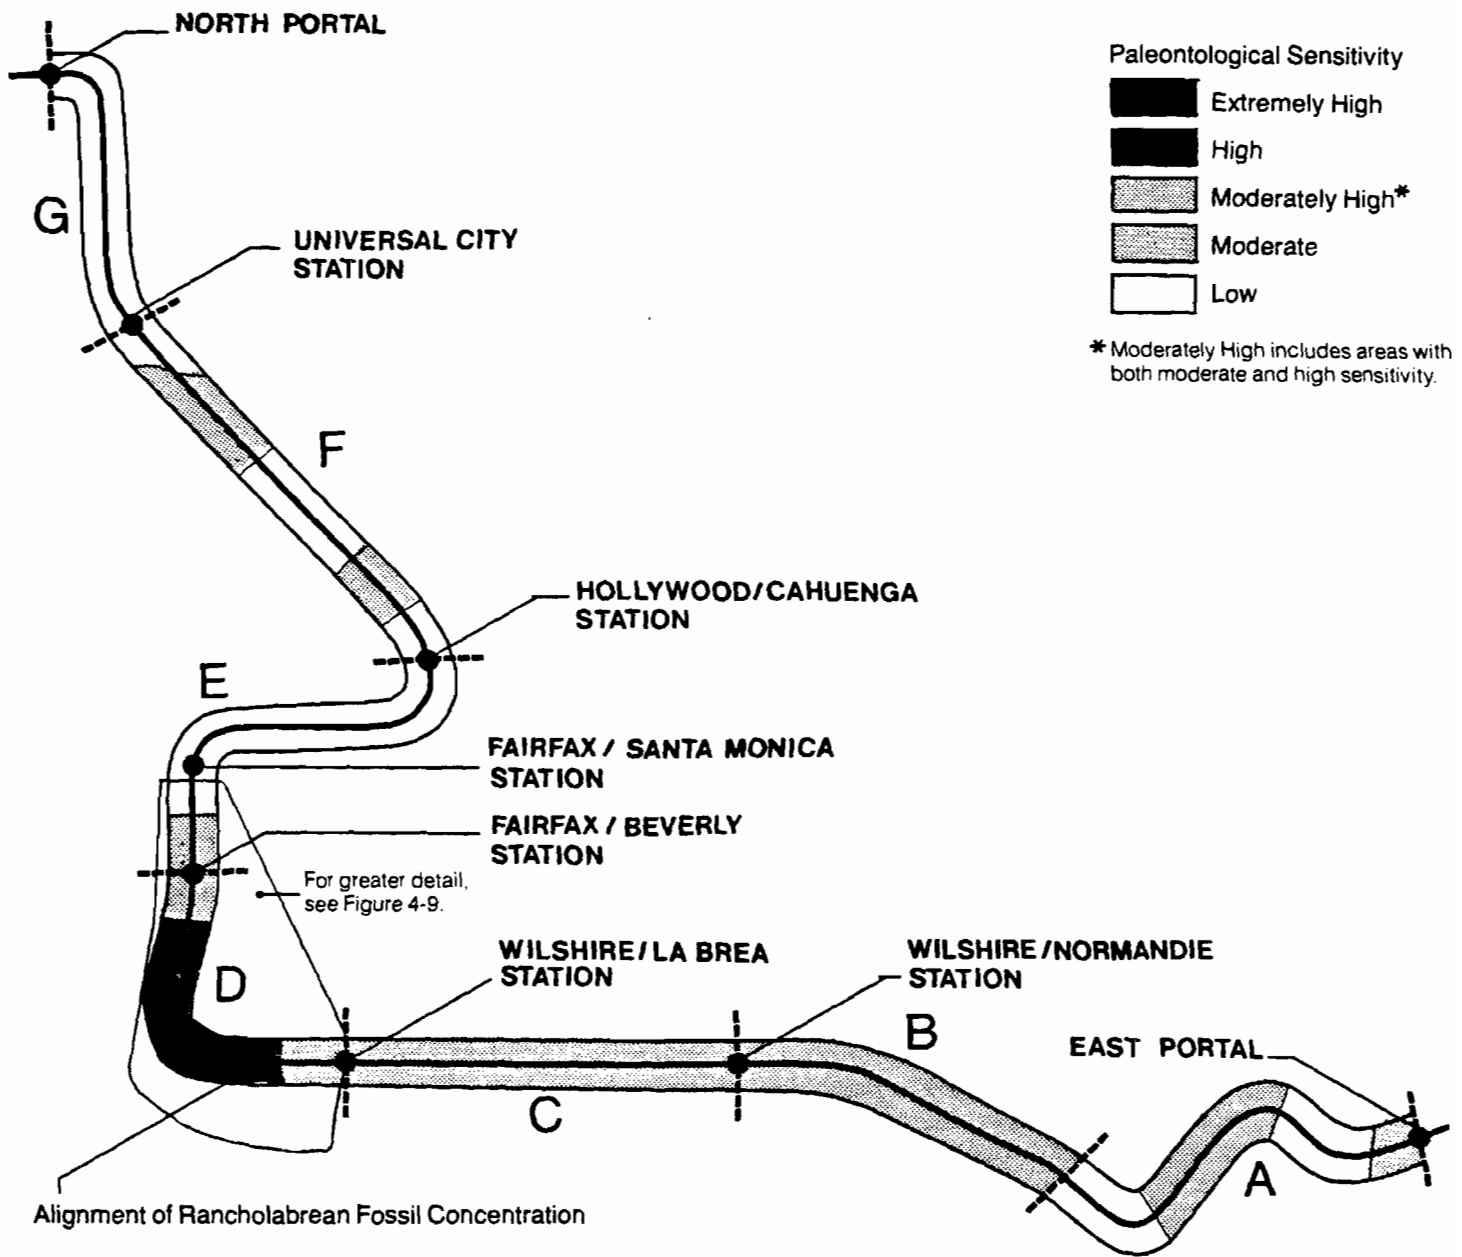 NORTH PORTAL
Paleontological Sensitivity
Extremely High
High
Moderately High*
Moderate
Low
* Moderately High includes areas with
both moderate and high sensitivity.
G
UNIVERSAL CITY
STATION
F
HOLLYWOOD/CAHUENGA
STATION
E
FAIRFAX / SANTA MONICA
STATION
FAIRFAX / BEVERLY
STATION
For greater detail,
see Figure 4-9.
WILSHIRE/LA BREA
STATION
WILSHIRE/NORMANDIE
STATION
D
B
EAST PORTAL
C
A
Alignment of Rancholabrean Fossil Concentration